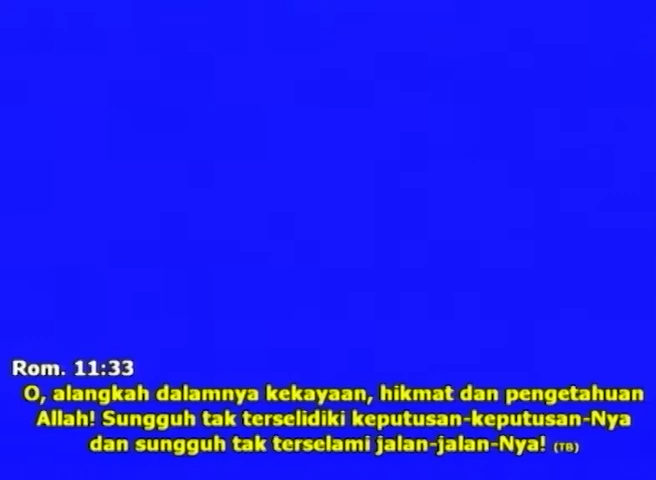 Rom. 11:33
O, alangkah dalamnya kekayaan, hikmat dan pengetahuan
Allah! Sungguh tak terselidiki keputusan-keputusan-Nya
dan sungguh tak terselami jalan-jalan-Nya! (TB)